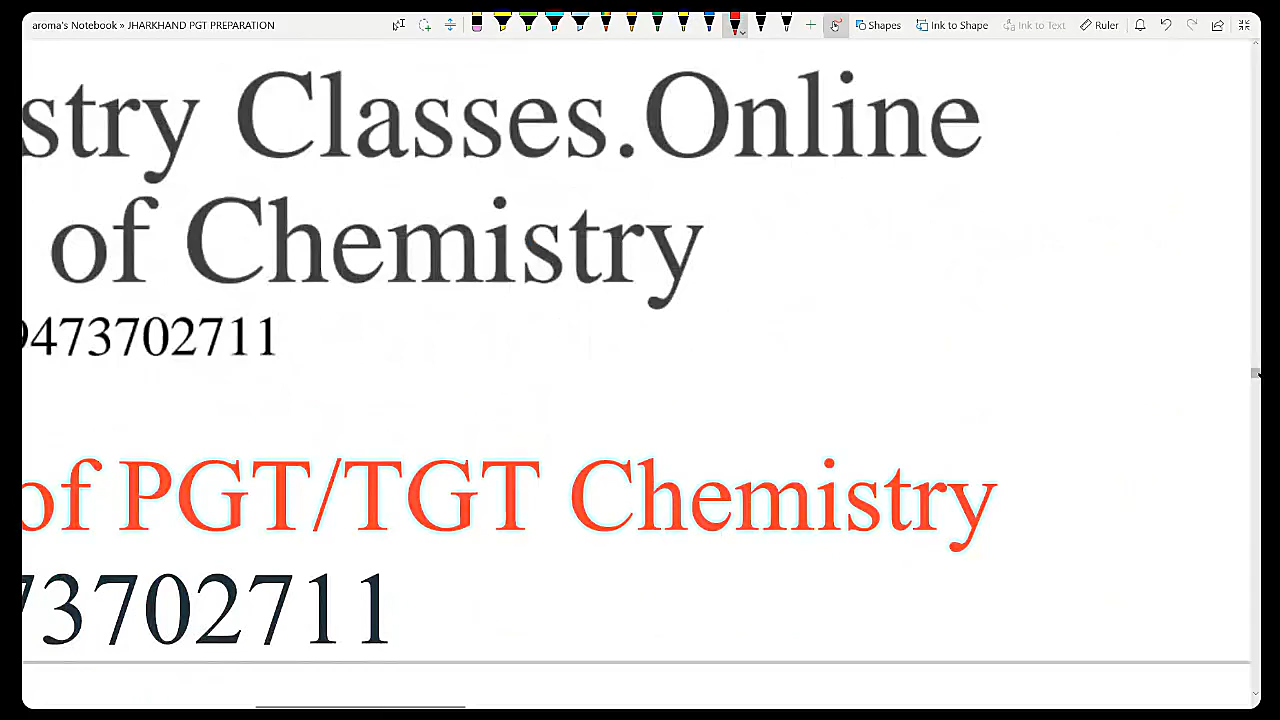 aroma's Notebook » JHARKHAND PGT PREPARATION
Shapes
Ink to Shape
Ink to Text
Ruler
stry Classes.Online
of Chemistry
9473702711
of PGT/TGT Chemistry
73702711